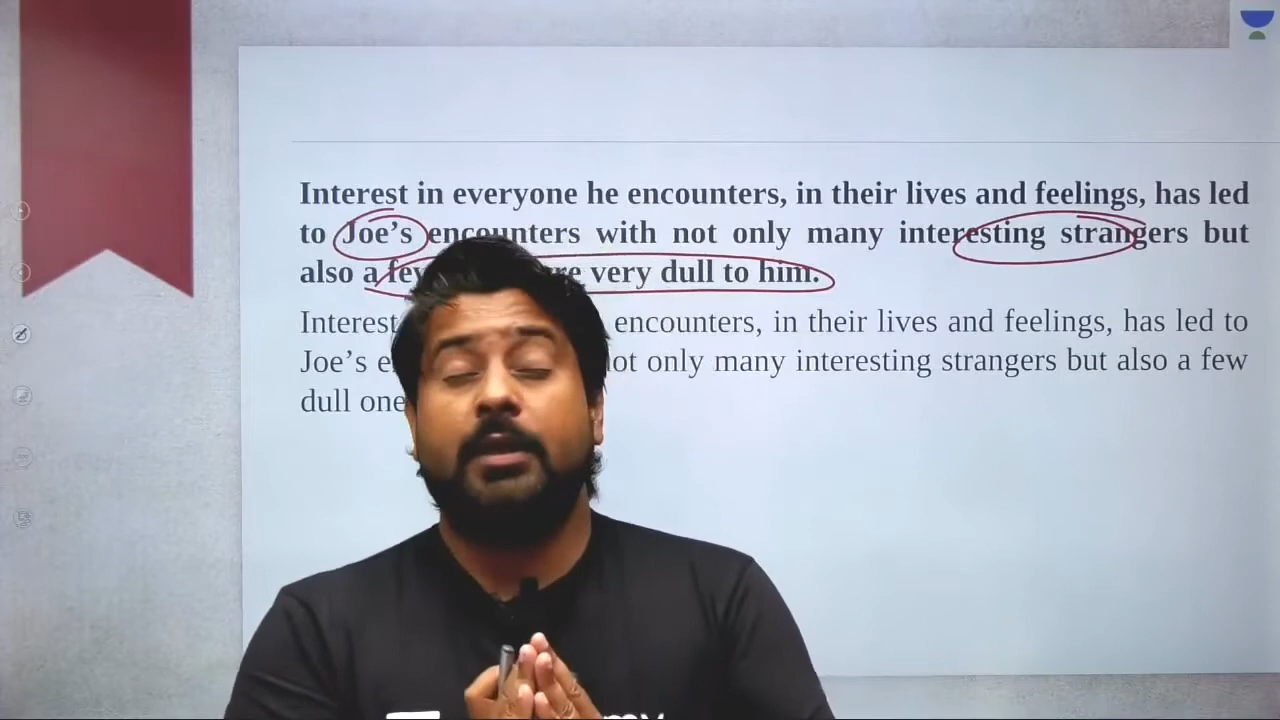 Interest in everyone he encounters, in their lives and feelings, has led
to Joe's encounters with not only many interesting strangers but
also a few very dull to him.
Interest encounters, in their lives and feelings, has led to
Joe's not only many interesting strangers but also a few
dull